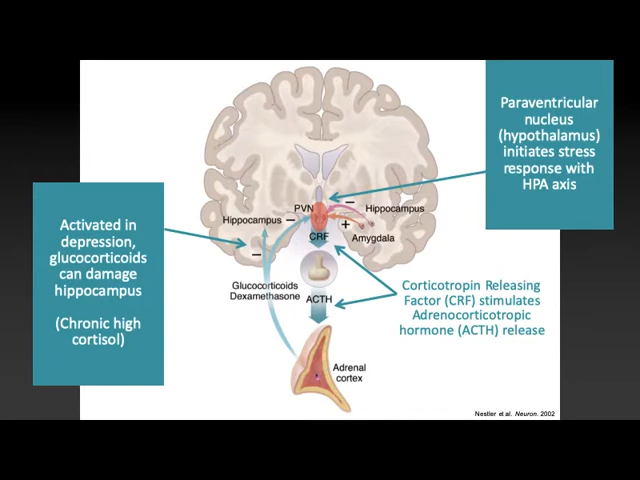 Paraventricular
nucleus
(hypothalamus)
initiates stress
response with
HPA axis
Activated in
depression,
glucocorticoids
can damage
hippocampus
(Chronic high
cortisol)
PVN
Hippocampus
Hippocampus
−
−
+
−
CRF
Amygdala
Glucocorticoids
Dexamethasone
ACTH
Corticotropin Releasing
Factor (CRF) stimulates
Adrenocorticotropic
hormone (ACTH) release
Adrenal
cortex
Nestler et al. Neuron. 2002